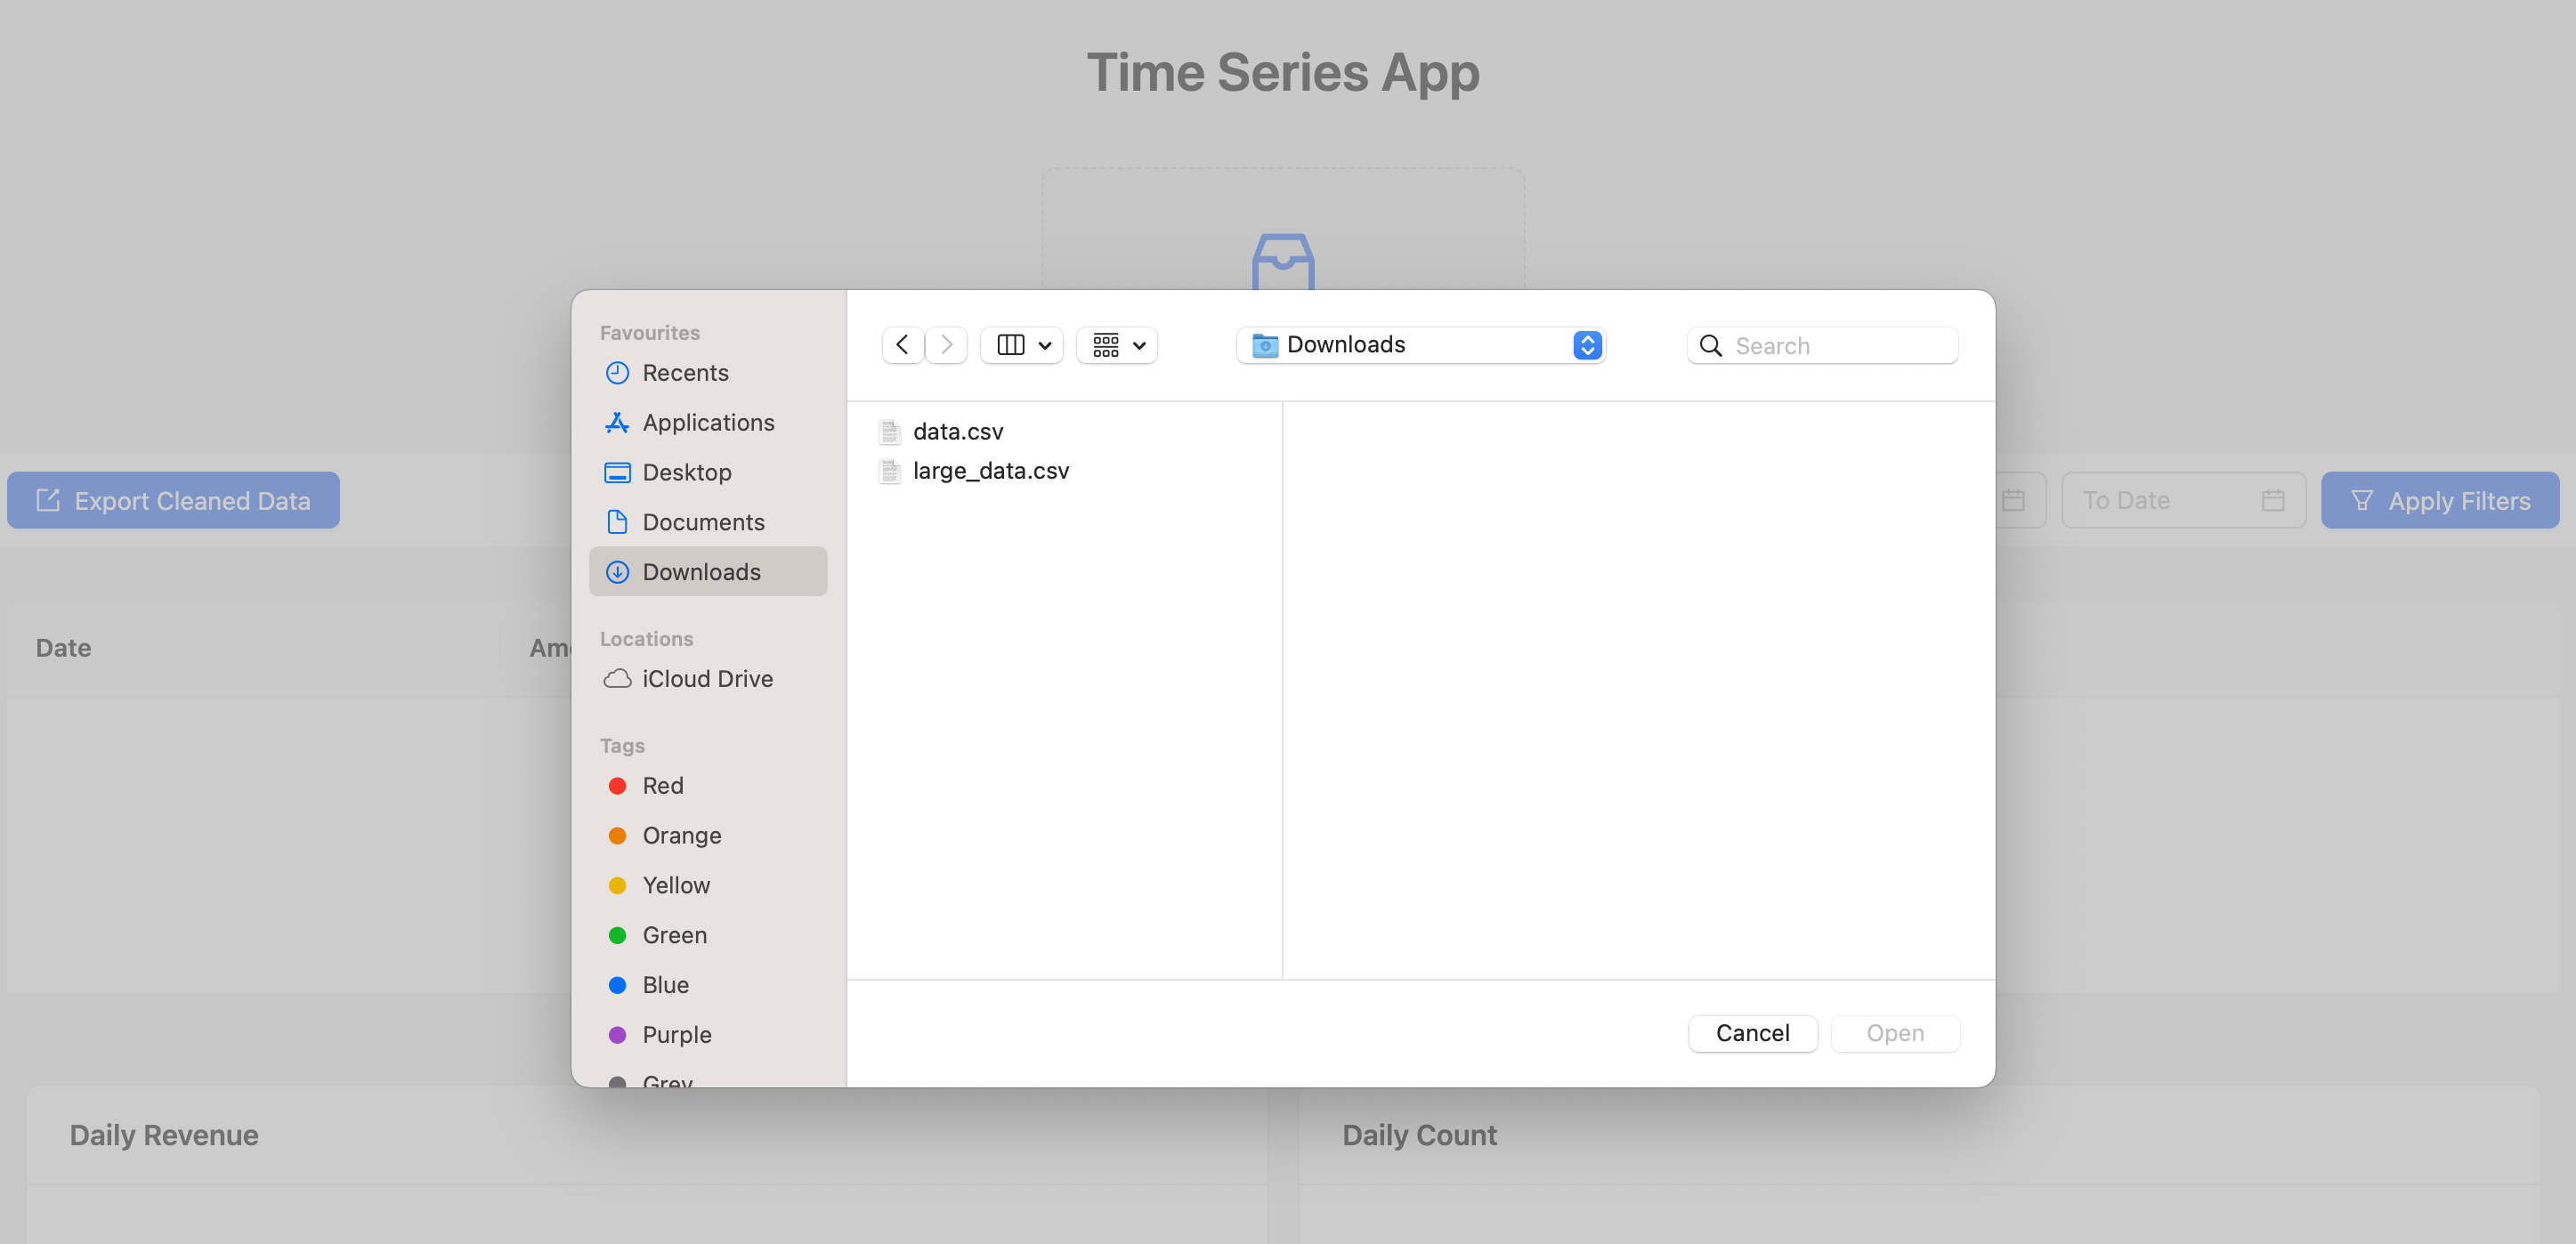 Time Series App
Favourites
Recents
Applications
Desktop
Documents
Downloads
Locations
iCloud Drive
Tags
Red
Orange
Yellow
Green
Blue
Purple
Grey
Downloads
Search
data.csv
large_data.csv
Cancel
Open
Export Cleaned Data
To Date
Apply Filters
Date
Daily Revenue
Daily Count